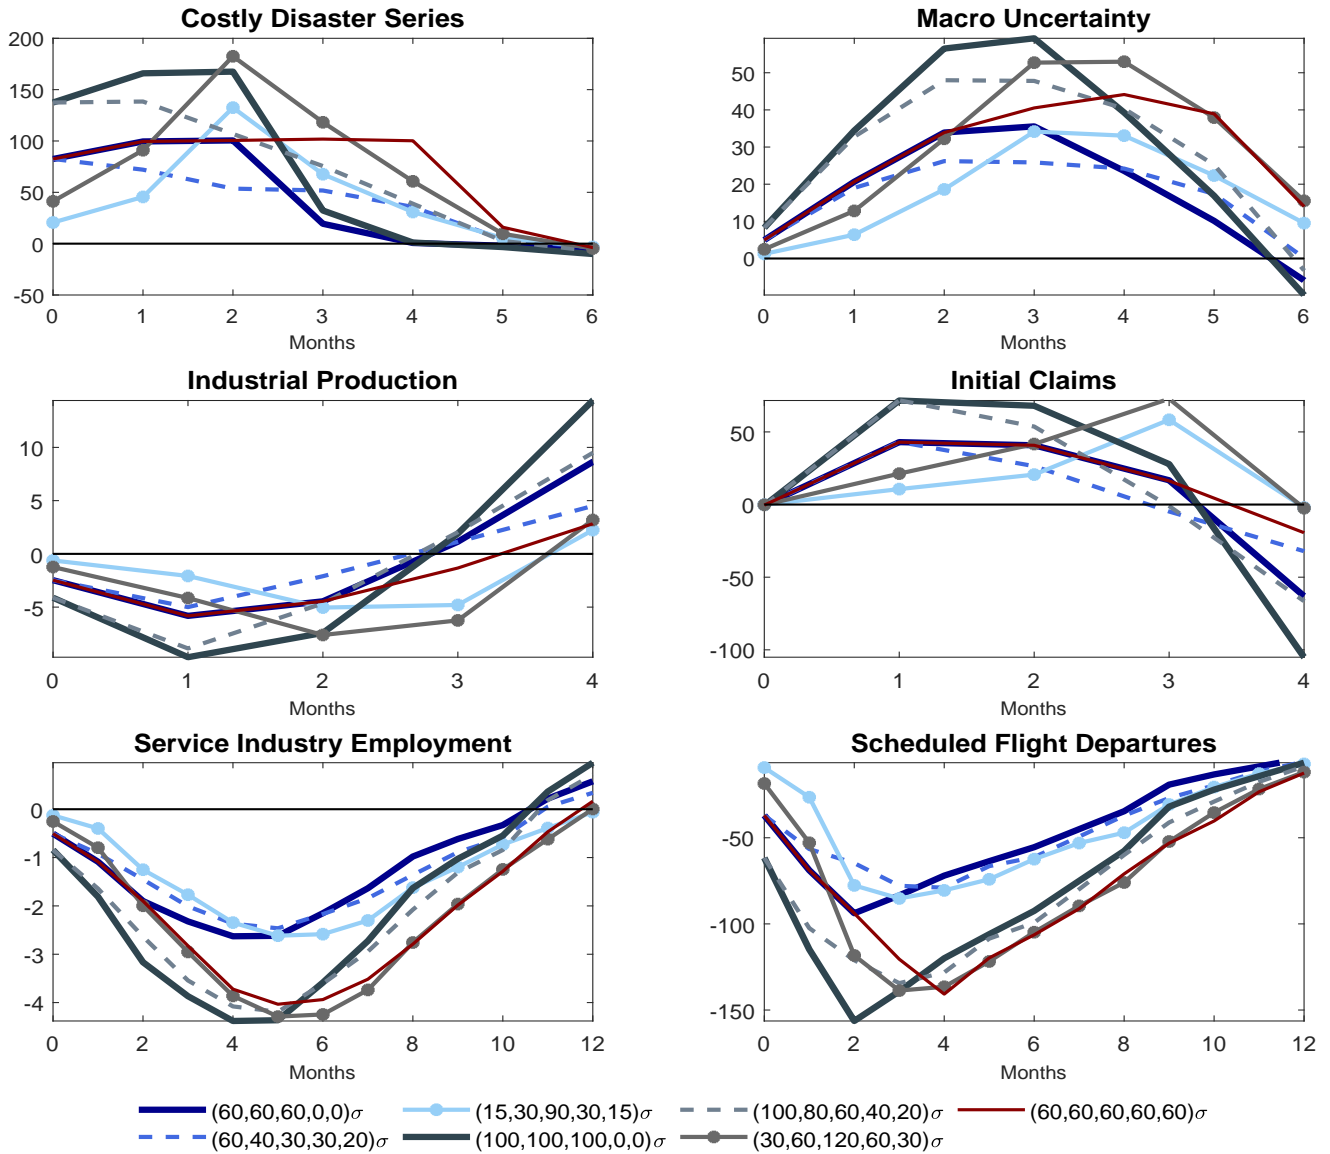 Costly Disaster Series
200
150
100
50
0
-50
0 1 2 3 4 5 6
Months
Macro Uncertainty
50
40
30
20
10
0
0 1 2 3 4 5 6
Months
Industrial Production
10
5
0
-5
0 1 2 3 4
Months
Initial Claims
50
0
-50
-100
0 1 2 3 4
Months
Service Industry Employment
0
-1
-2
-3
-4
0 2 4 6 8 10 12
Months
Scheduled Flight Departures
-50
-100
-150
0 2 4 6 8 10 12
Months
(60,60,60,0,0)σ (15,30,90,30,15)σ (100,80,60,40,20)σ (60,60,60,60,60)σ
(60,40,30,30,20)σ (100,100,100,0,0)σ (30,60,120,60,30)σ